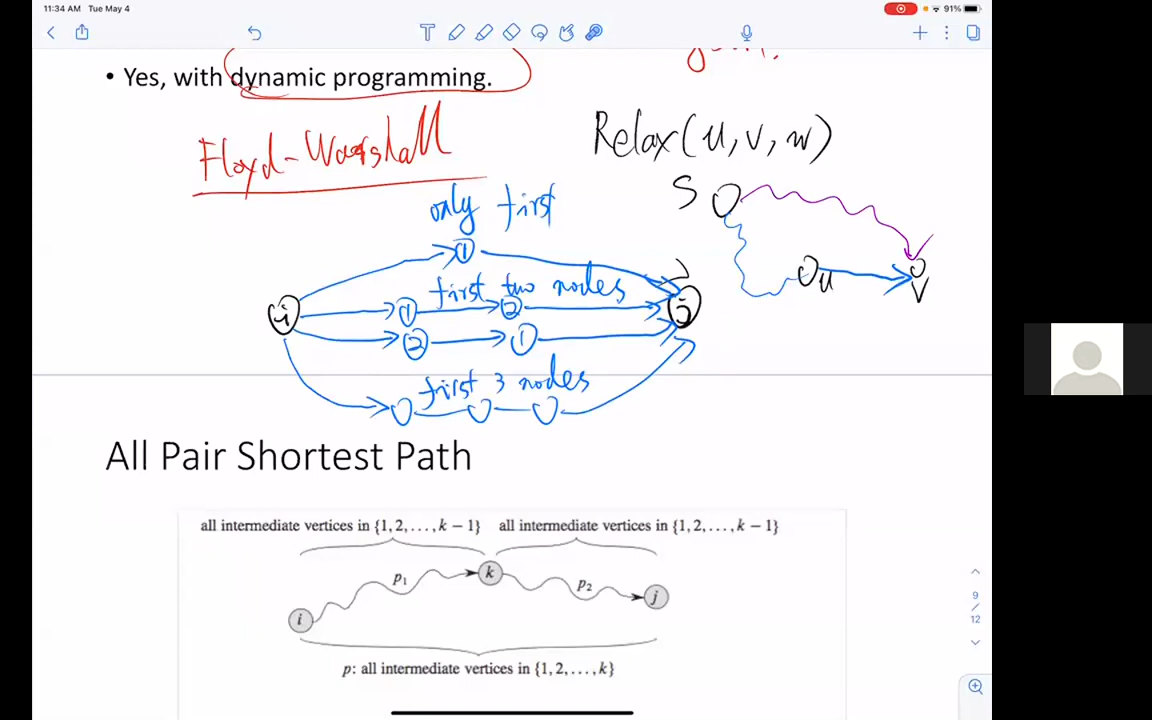 11:34 AM Tue May 4
91%
• Yes, with dynamic programming.
Floyd-Warshall
Relax(u, v, w)
S
u
v
only first
1
first two nodes
i
1
2
j
2
1
first 3 nodes
All Pair Shortest Path
all intermediate vertices in {1,2,...,k − 1} all intermediate vertices in {1,2,...,k − 1}
p₁
k
p₂
j
i
p: all intermediate vertices in {1,2,...,k}
9
/
12